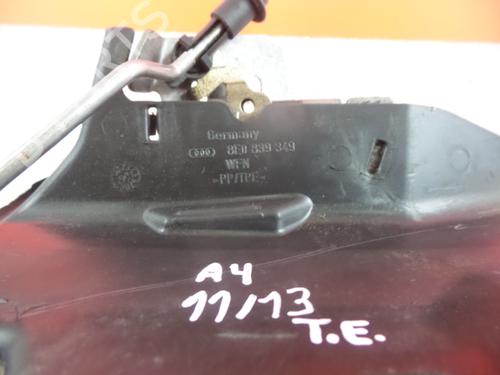 Germany
8E0 839 349
WFN
>PP/TPE<
A4
11/13
T.E.